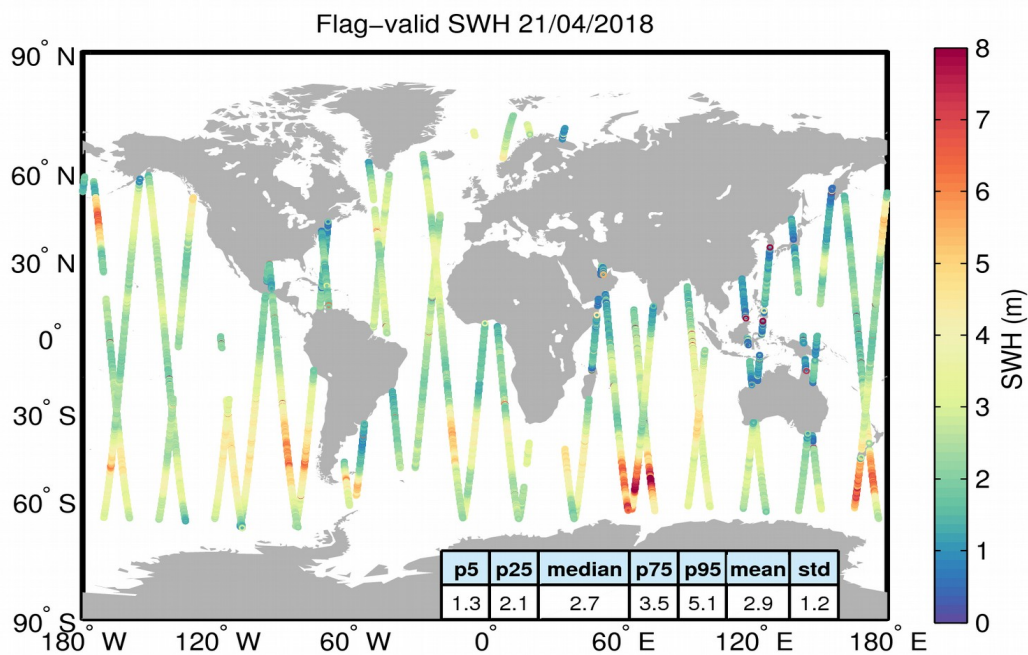 Flag−valid SWH 21/04/2018
90° N
60° N
30° N
0°
30° S
60° S
90° S
180° W
120° W
60° W
0°
60° E
120° E
180° E
p5 p25 median p75 p95 mean std
1.3 2.1 2.7 3.5 5.1 2.9 1.2
8
7
6
5
4
3
2
1
0
SWH (m)